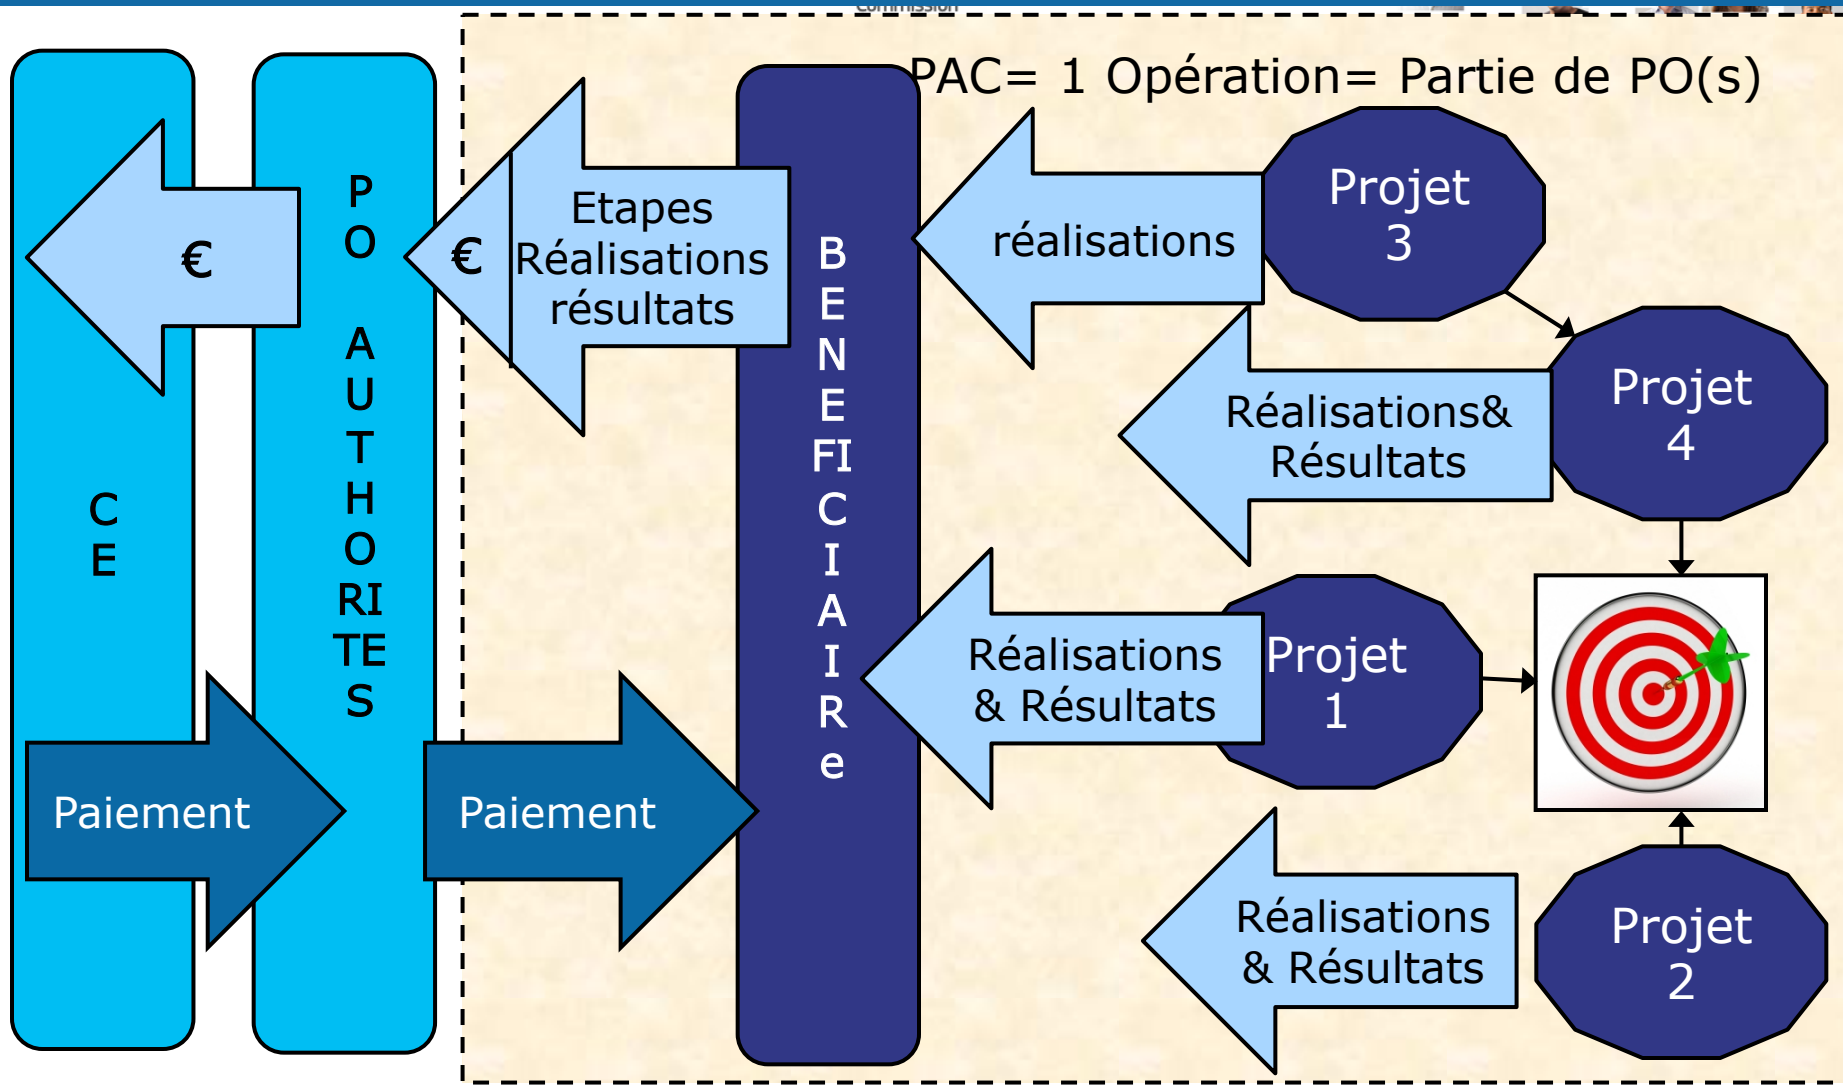 Commission
PAC= 1 Opération= Partie de PO(s)
C
E
€
P
O
A
U
T
H
O
RI
TE
S
€
Etapes
Réalisations
résultats
B
E
N
E
FI
C
I
A
I
R
e
réalisations
Projet
3
Réalisations&
Résultats
Projet
4
Réalisations
& Résultats
Projet
1
Paiement
Paiement
Réalisations
& Résultats
Projet
2